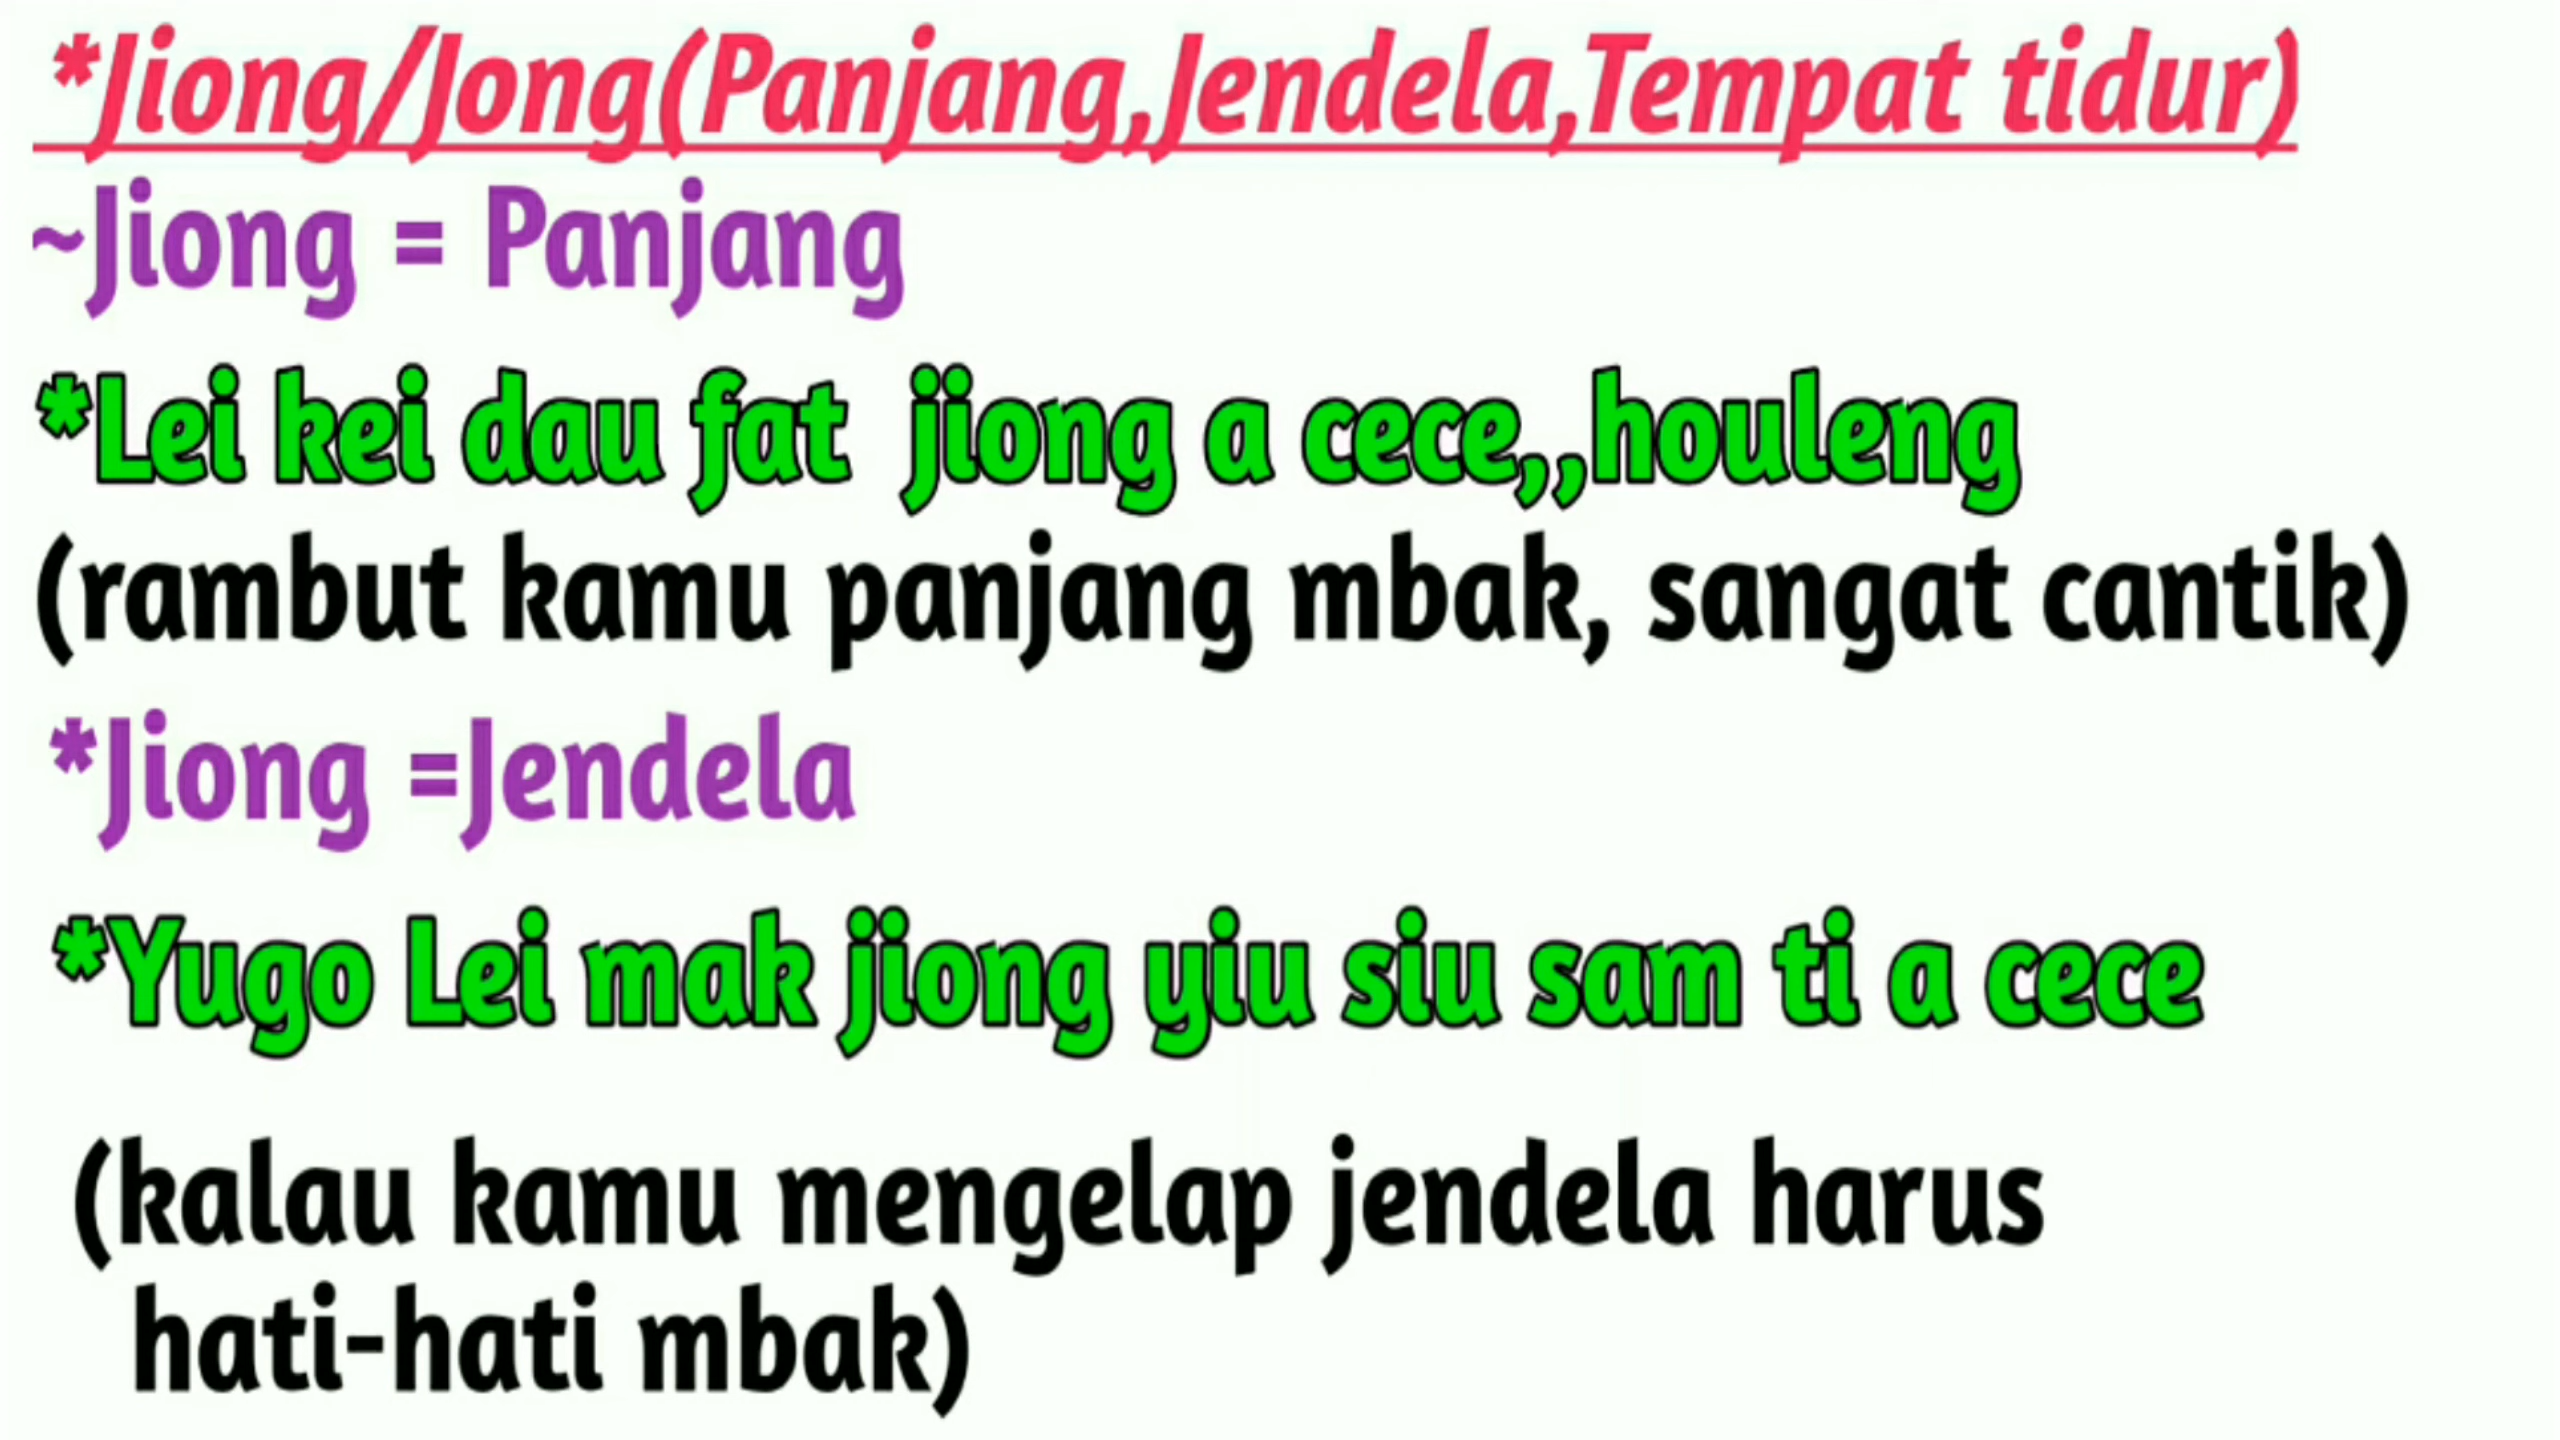 *Jiong/Jong(Panjang,Jendela,Tempat tidur)
~Jiong = Panjang
*Lei kei dau fat jiong a cece,,houleng
(rambut kamu panjang mbak, sangat cantik)
*Jiong =Jendela
*Yugo Lei mak jiong yiu siu sam ti a cece
(kalau kamu mengelap jendela harus
hati-hati mbak)